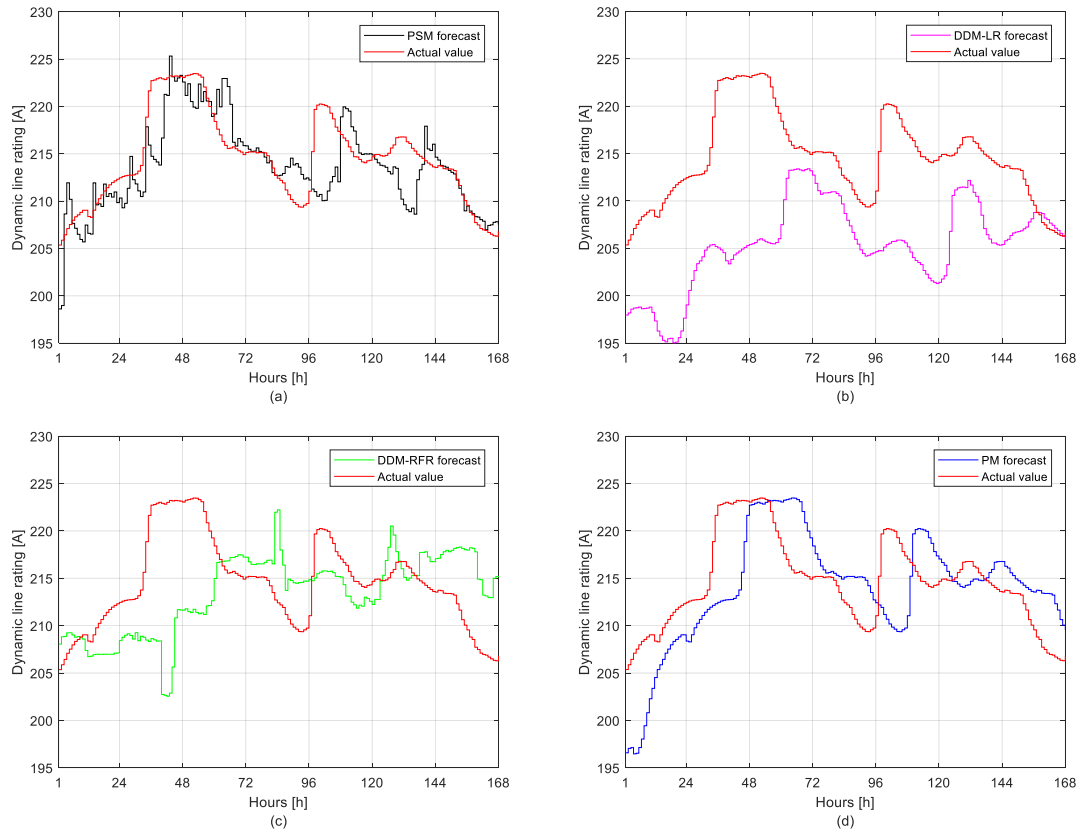 230
225
220
215
210
205
200
195
Dynamic line rating [A]
PSM forecast
Actual value
1 24 48 72 96 120 144 168
Hours [h]
(a)
230
225
220
215
210
205
200
195
Dynamic line rating [A]
DDM-LR forecast
Actual value
1 24 48 72 96 120 144 168
Hours [h]
(b)
230
225
220
215
210
205
200
195
Dynamic line rating [A]
DDM-RFR forecast
Actual value
1 24 48 72 96 120 144 168
Hours [h]
(c)
230
225
220
215
210
205
200
195
Dynamic line rating [A]
PM forecast
Actual value
1 24 48 72 96 120 144 168
Hours [h]
(d)